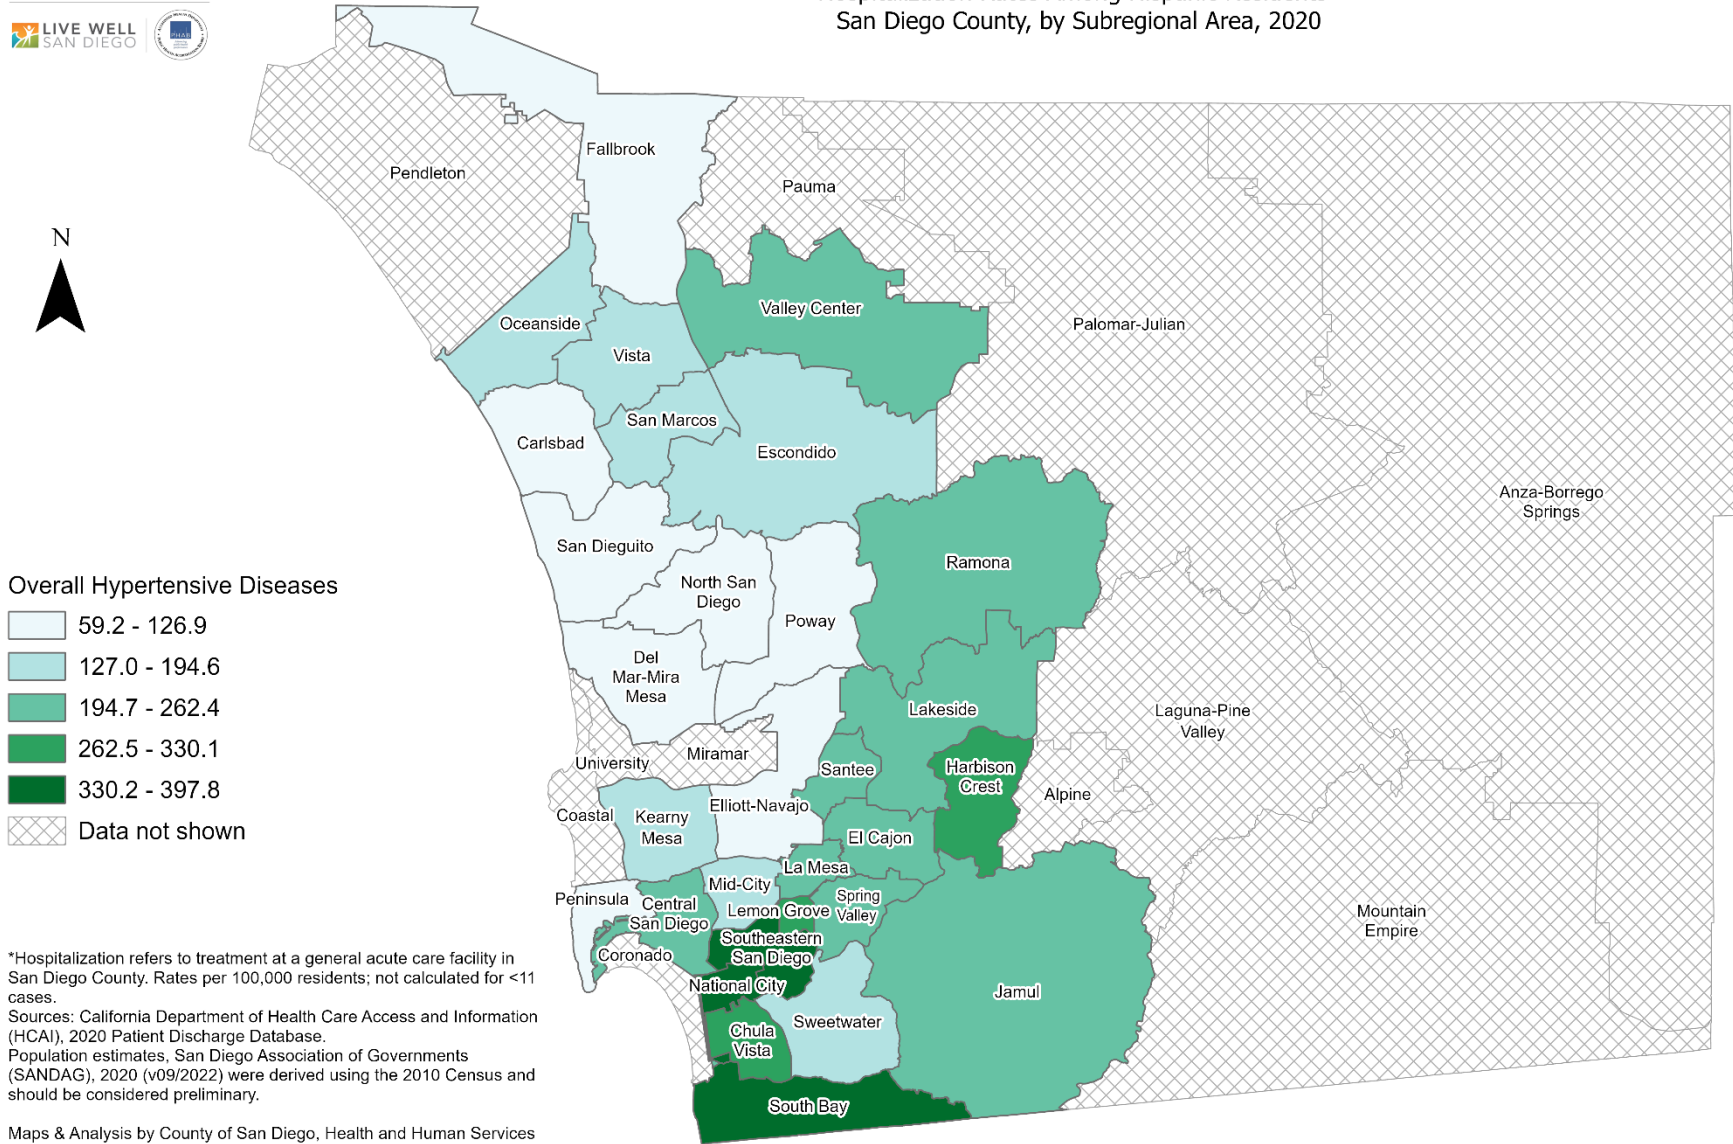 LIVE WELL
SAN DIEGO
PHAB
Hospitalization Rates Among Hispanic Residents
San Diego County, by Subregional Area, 2020
Fallbrook
Pendleton
Pauma
N
Valley Center
Oceanside
Palomar-Julian
Vista
San Marcos
Carlsbad
Escondido
Anza-Borrego
Springs
San Dieguito
Ramona
North San
Diego
Poway
Del
Mar-Mira
Mesa
Lakeside
Laguna-Pine
Valley
Miramar
University
Santee
Harbison
Crest
Alpine
Elliott-Navajo
Coastal
Kearny
Mesa
El Cajon
La Mesa
Mid-City
Peninsula
Central
San Diego
Lemon Grove
Spring
Valley
Mountain
Empire
Southeastern
San Diego
Coronado
National City
Jamul
Sweetwater
Chula
Vista
South Bay
Overall Hypertensive Diseases
59.2 - 126.9
127.0 - 194.6
194.7 - 262.4
262.5 - 330.1
330.2 - 397.8
Data not shown
*Hospitalization refers to treatment at a general acute care facility in
San Diego County. Rates per 100,000 residents; not calculated for <11
cases.
Sources: California Department of Health Care Access and Information
(HCAI), 2020 Patient Discharge Database.
Population estimates, San Diego Association of Governments
(SANDAG), 2020 (v09/2022) were derived using the 2010 Census and
should be considered preliminary.
Maps & Analysis by County of San Diego, Health and Human Services